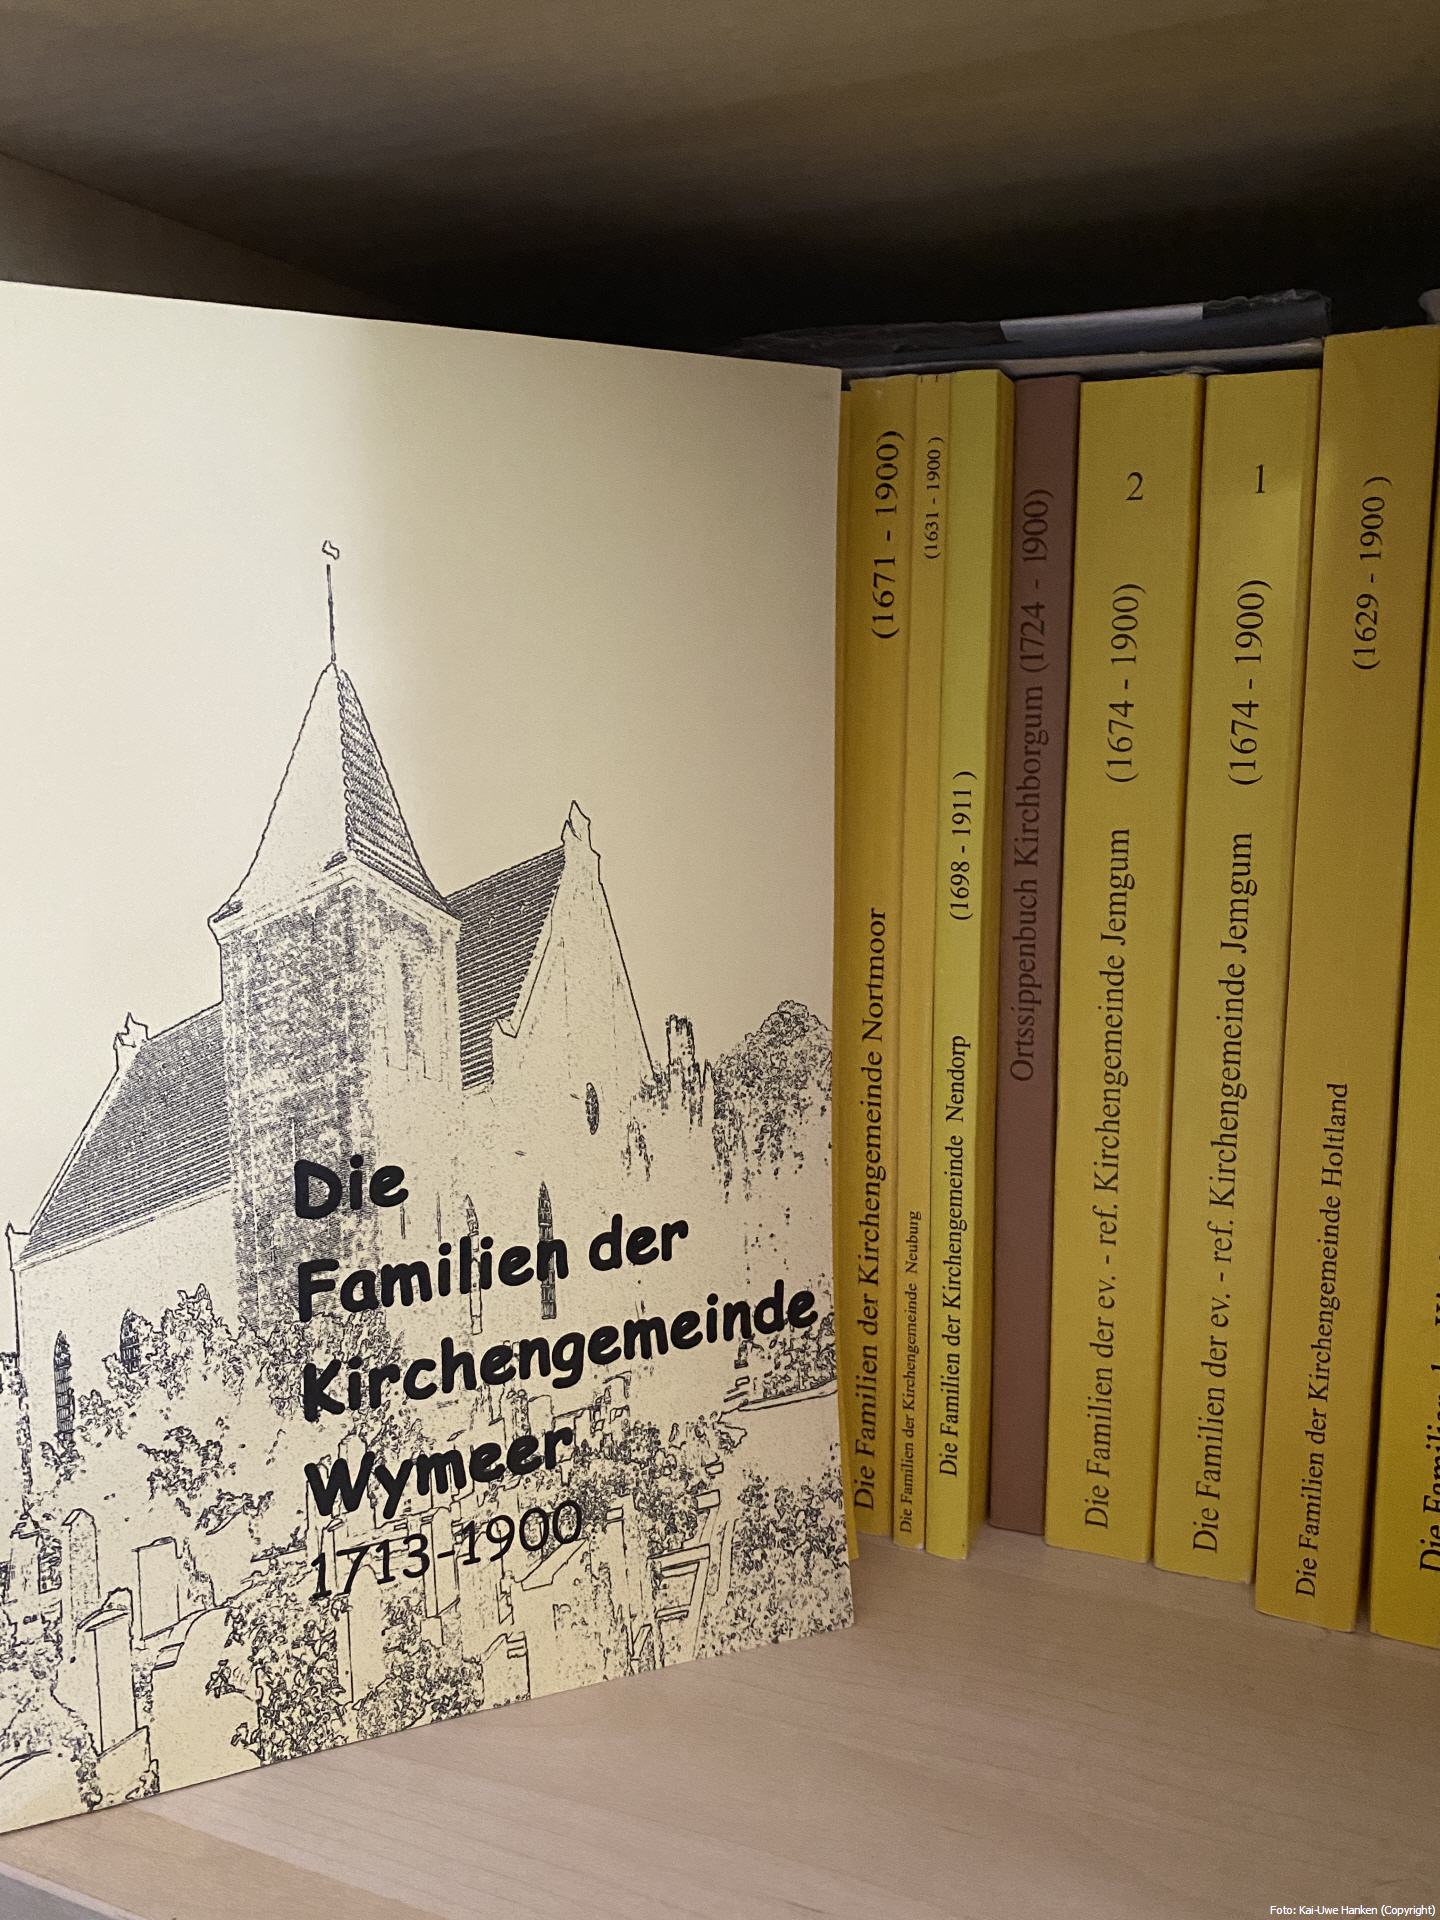 Die
Familien der
Kirchengemeinde
Wymeer
1713-1900
Die Familien der Kirchengemeinde Nortmoor (1671 - 1900)
Die Familien der Kirchengemeinde Neuburg (1631 - 1900 )
Die Familien der Kirchengemeinde Nendorp (1698 - 1911 )
Ortssippenbuch Kirchborgum (1724 - 1900)
Die Familien der ev. - ref. Kirchengemeinde Jemgum (1674 - 1900) 2
Die Familien der ev. - ref. Kirchengemeinde Jemgum (1674 - 1900) 1
Die Familien der Kirchengemeinde Holtland (1629 - 1900 )
Die Familien
Foto: Kai-Uwe Hanken (Copyright)